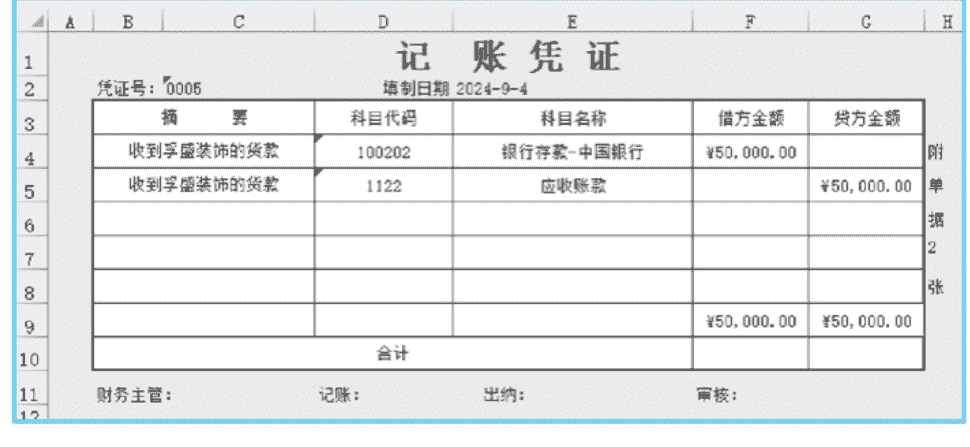 A B C D E F G H
1 记 账 凭 证
2 凭证号: 0005 填制日期 2024-9-4
3 摘 要 科目代码 科目名称 借方金额 贷方金额
4 收到孚盛装饰的货款 100202 银行存款-中国银行 ¥50,000.00 附
5 收到孚盛装饰的货款 1122 应收账款 ¥50,000.00 单
6 据
7 2
8 张
9 ¥50,000.00 ¥50,000.00
10 合计
11 财务主管: 记账: 出纳: 审核:
12